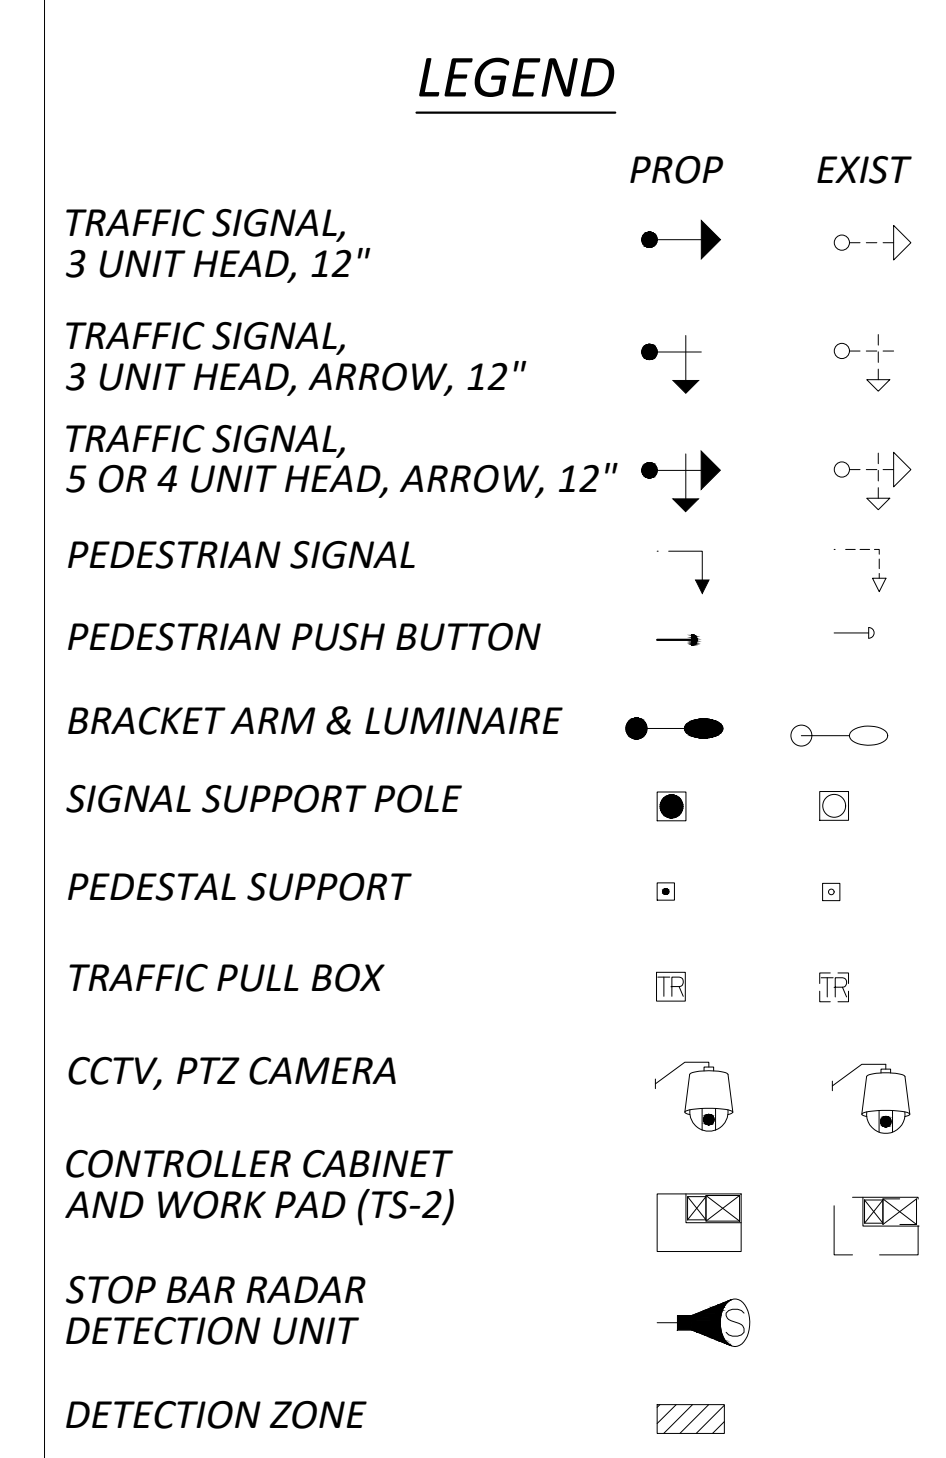 LEGEND
PROP EXIST
TRAFFIC SIGNAL,
3 UNIT HEAD, 12"
TRAFFIC SIGNAL,
3 UNIT HEAD, ARROW, 12"
TRAFFIC SIGNAL,
5 OR 4 UNIT HEAD, ARROW, 12"
PEDESTRIAN SIGNAL
PEDESTRIAN PUSH BUTTON
BRACKET ARM & LUMINAIRE
SIGNAL SUPPORT POLE
PEDESTAL SUPPORT
TRAFFIC PULL BOX TR TR
CCTV, PTZ CAMERA
CONTROLLER CABINET
AND WORK PAD (TS-2)
STOP BAR RADAR
DETECTION UNIT S
DETECTION ZONE